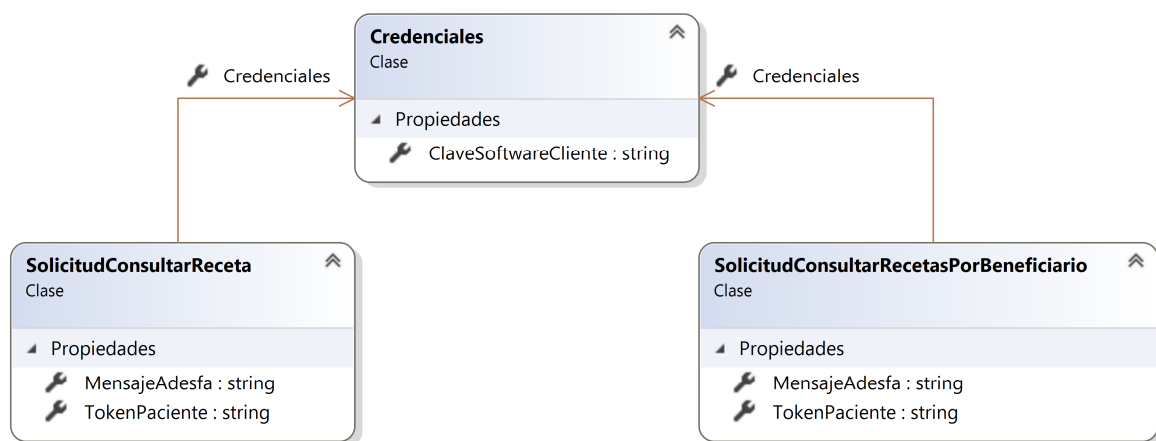 Credenciales
Clase
Propiedades
ClaveSoftwareCliente : string
Credenciales
Credenciales
SolicitudConsultarReceta
Clase
Propiedades
MensajeAdesfa : string
TokenPaciente : string
SolicitudConsultarRecetasPorBeneficiario
Clase
Propiedades
MensajeAdesfa : string
TokenPaciente : string